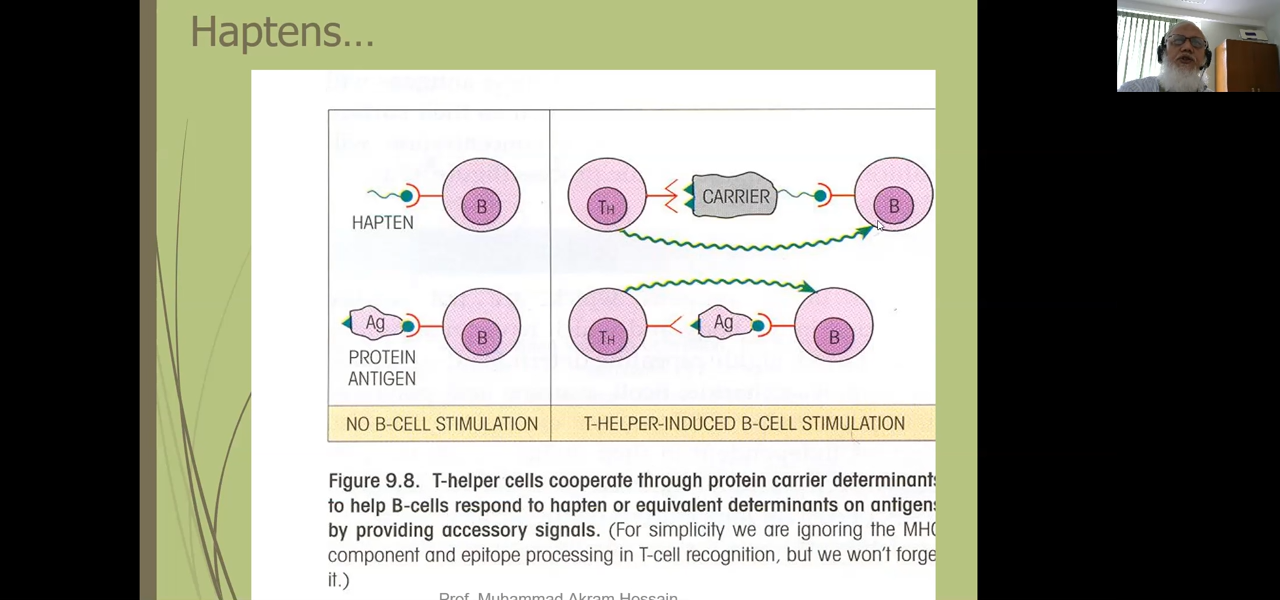 Haptens...
HAPTEN
B
TH
CARRIER
B
Ag
B
TH
Ag
B
PROTEIN
ANTIGEN
NO B-CELL STIMULATION
T-HELPER-INDUCED B-CELL STIMULATION
Figure 9.8. T-helper cells cooperate through protein carrier determinants
to help B-cells respond to hapten or equivalent determinants on antigens
by providing accessory signals. (For simplicity we are ignoring the MHC
component and epitope processing in T-cell recognition, but we won't forge
it.)
Prof. Muhammad Akram Hossain